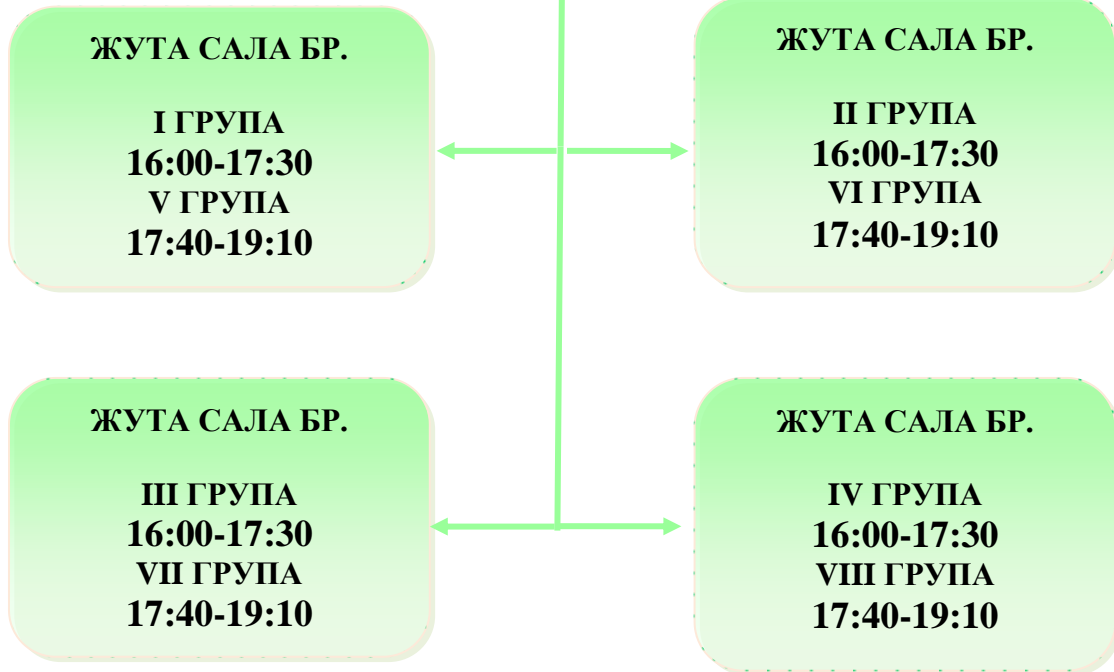 ЖУТА САЛА БР.
I ГРУПА
16:00-17:30
V ГРУПА
17:40-19:10
ЖУТА САЛА БР.
II ГРУПА
16:00-17:30
VI ГРУПА
17:40-19:10
ЖУТА САЛА БР.
III ГРУПА
16:00-17:30
VII ГРУПА
17:40-19:10
ЖУТА САЛА БР.
IV ГРУПА
16:00-17:30
VIII ГРУПА
17:40-19:10